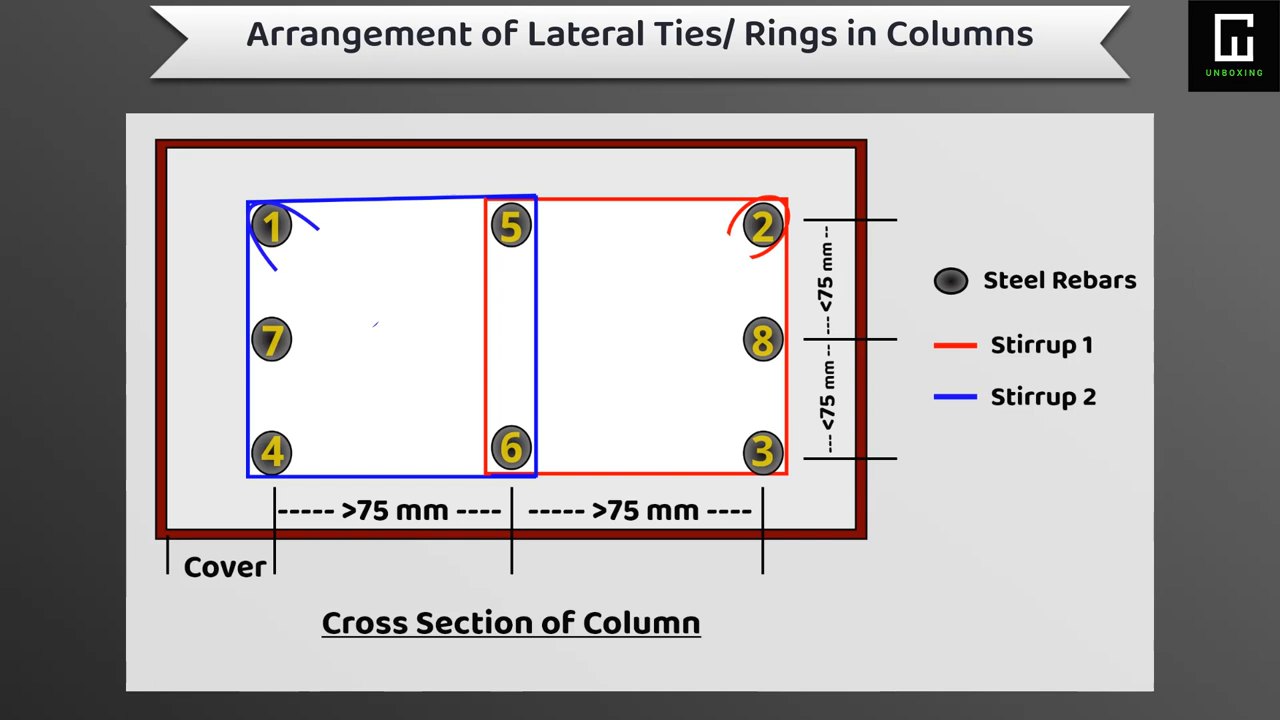 Arrangement of Lateral Ties/ Rings in Columns
UNBOXING
1
5
2
7
8
4
6
3
--- <75 mm --
--- <75 mm ---
Steel Rebars
Stirrup 1
Stirrup 2
----- >75 mm ----
----- >75 mm ----
Cover
Cross Section of Column